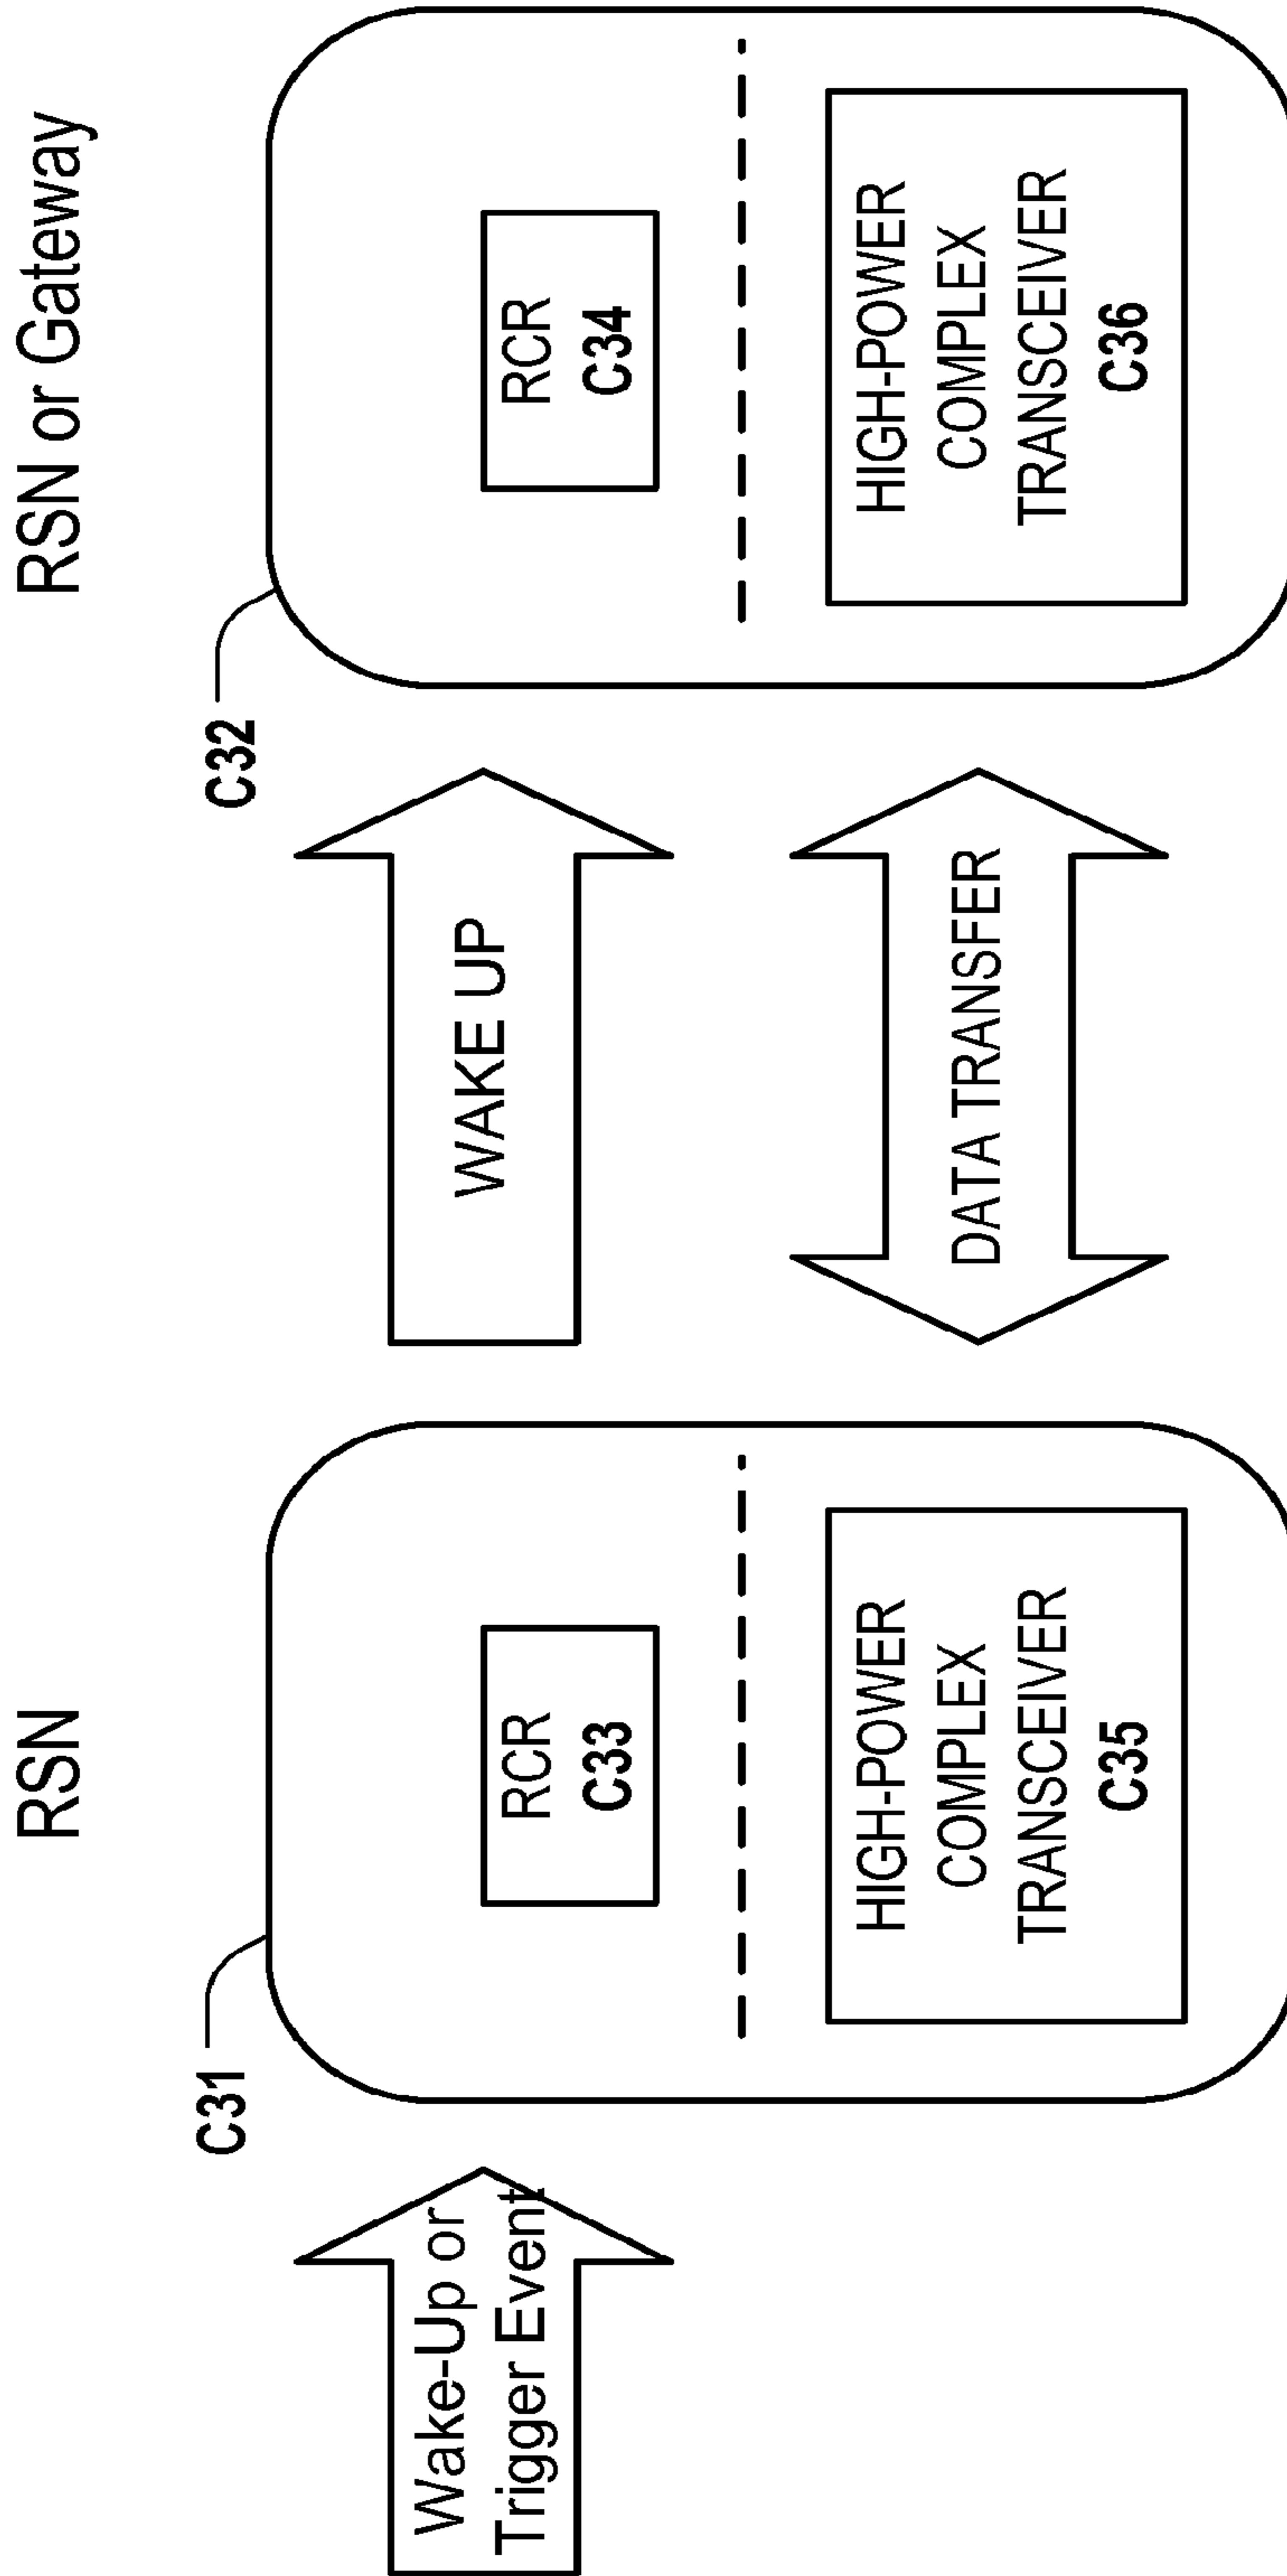 RSN
RSN or Gateway
C31
C32
Wake-Up or
Trigger Event
RCR
C33
WAKE UP
RCR
C34
HIGH-POWER
COMPLEX
TRANSCEIVER
C35
DATA TRANSFER
HIGH-POWER
COMPLEX
TRANSCEIVER
C36